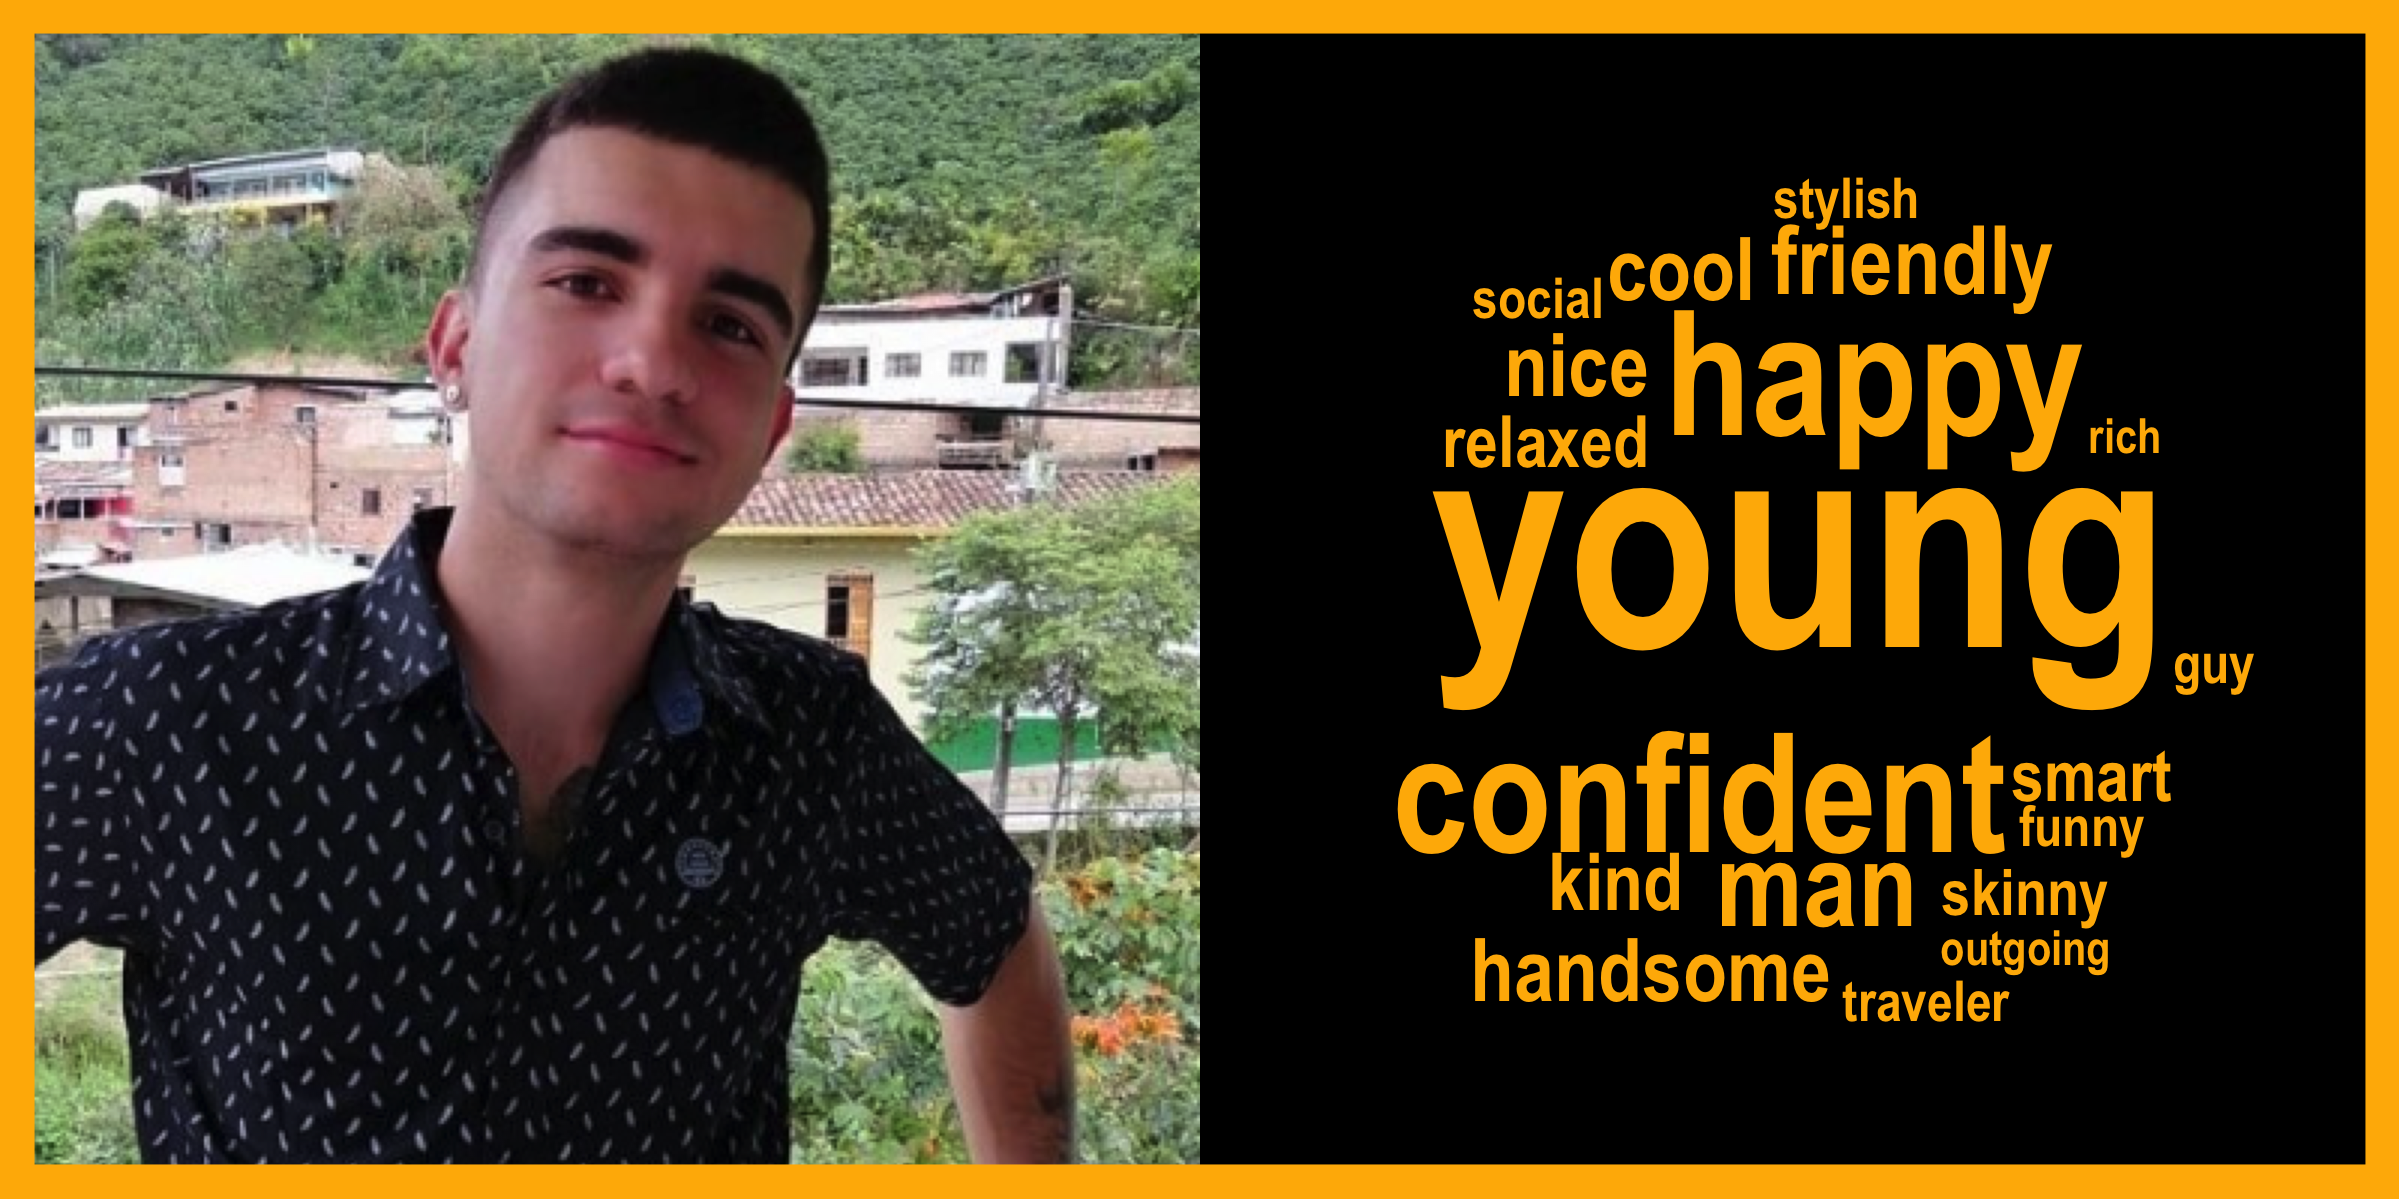 stylish
social cool friendly
nice happy
relaxed rich
young
guy
confident smart
funny
kind man skinny
outgoing
handsome traveler